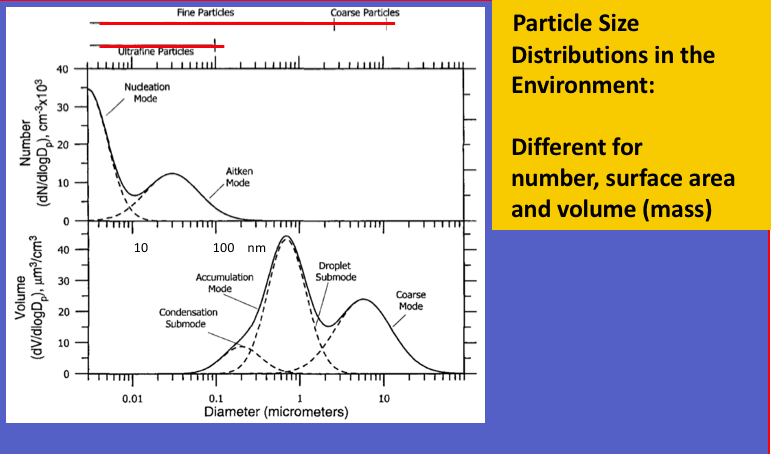 Fine Particles
Coarse Particles
Ultrafine Particles
Particle Size
Distributions in the
Environment:
Different for
number, surface area
and volume (mass)
Number
(dN/dlogDp), cm-3x103
40
30
20
10
0
Nucleation
Mode
Aitken
Mode
10
100 nm
Volume
(dV/dlogDp), µm3/cm3
40
30
20
10
0
Accumulation
Mode
Condensation
Submode
Droplet
Submode
Coarse
Mode
0.01
0.1
1
10
Diameter (micrometers)